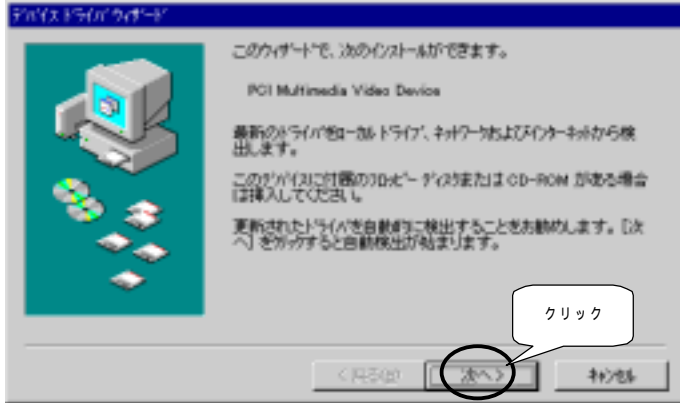 デバイス ドライバ ウィザード
このウィザードで、次のインストールができます。
PCI Multimedia Video Device
最新のドライバをローカル ドライブ、ネットワークおよびインターネットから検
出します。
このデバイスに付属のフロッピー ディスクまたは CD-ROM がある場合
は挿入してください。
更新されたドライバを自動的に検出することをお勧めします。[次
へ] をクリックすると自動検出が始まります。
クリック
< 戻る(B)
次へ >
キャンセル